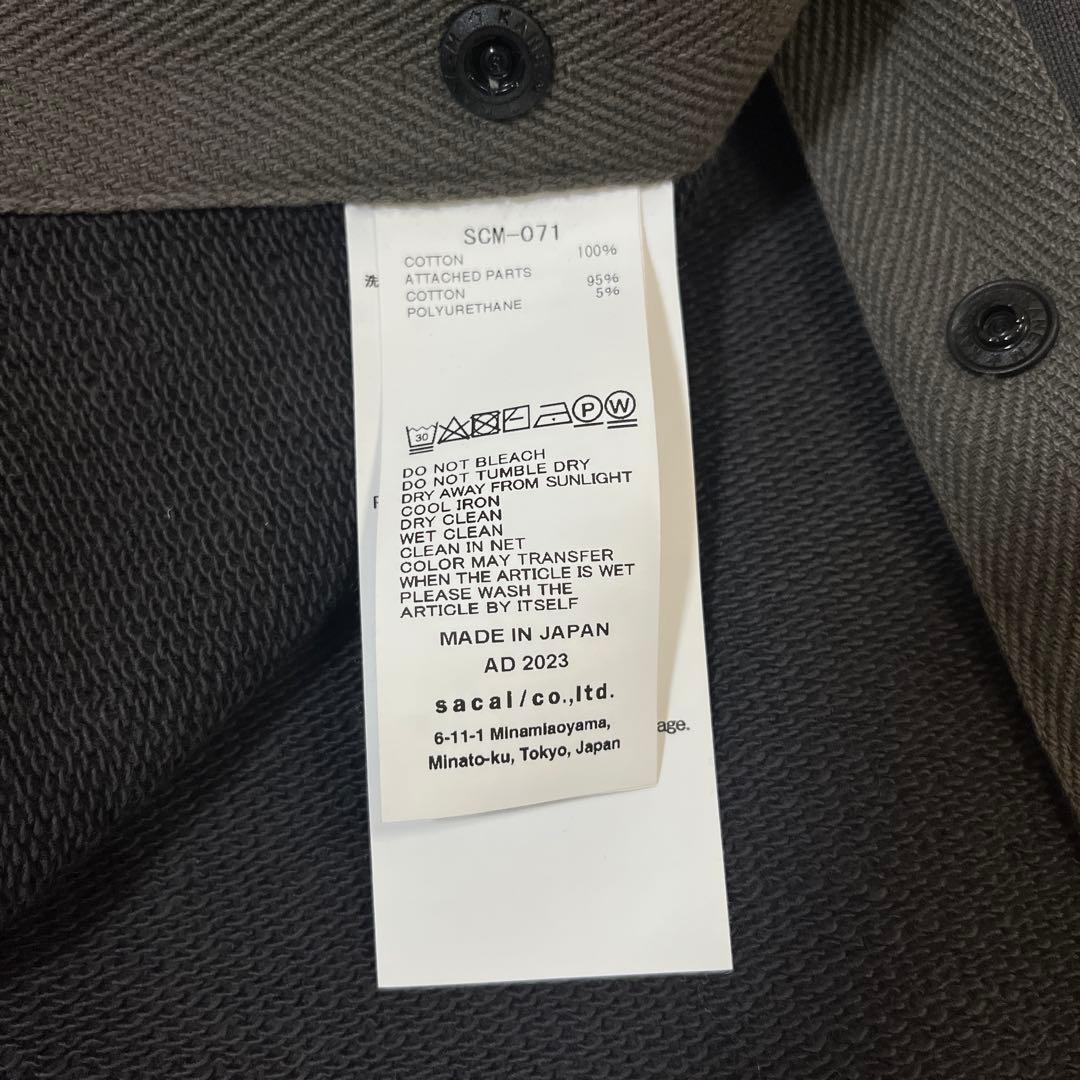 SCM-071
COTTON 100%
ATTACHED PARTS
COTTON 95%
POLYURETHANE 5%
洗
30
P
W
DO NOT BLEACH
DO NOT TUMBLE DRY
DRY AWAY FROM SUNLIGHT
COOL IRON
DRY CLEAN
WET CLEAN
CLEAN IN NET
COLOR MAY TRANSFER
WHEN THE ARTICLE IS WET
PLEASE WASH THE
ARTICLE BY ITSELF
MADE IN JAPAN
AD 2023
sacai/co.,ltd.
6-11-1 Minamiaoyama,
age.
Minato-ku, Tokyo, Japan